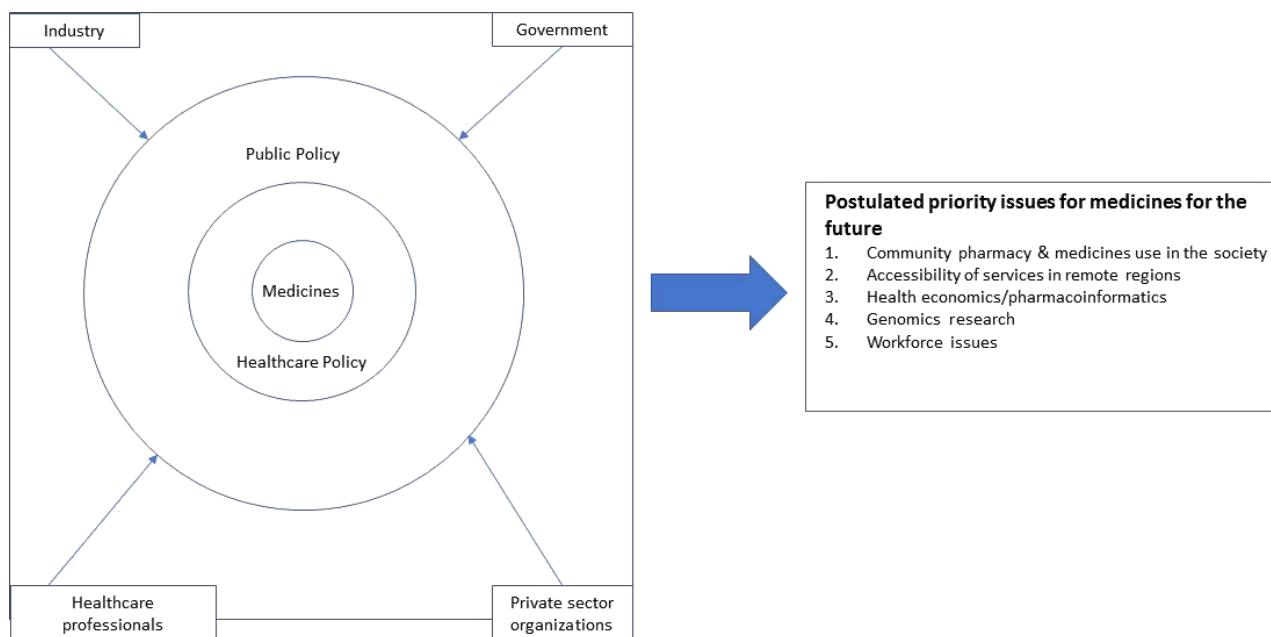 Industry
Government
Public Policy
Medicines
Healthcare Policy
Healthcare
professionals
Private sector
organizations
Postulated priority issues for medicines for the
future
1. Community pharmacy & medicines use in the society
2. Accessibility of services in remote regions
3. Health economics/pharmacoinformatics
4. Genomics research
5. Workforce issues